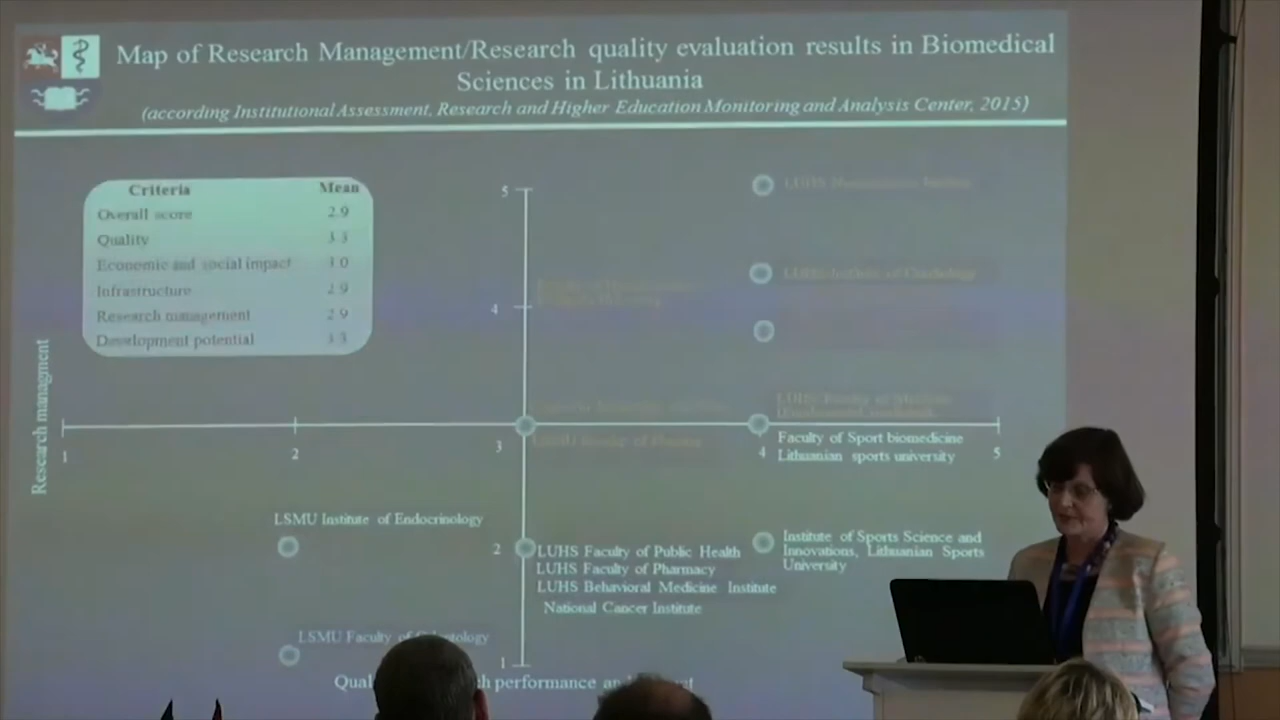 Map of Research Management/Research quality evaluation results in Biomedical
Sciences in Lithuania
(according Institutional Assessment, Research and Higher Education Monitoring and Analysis Center, 2015)
Criteria Mean
Overall score 2.9
Quality 3.3
Economic and social impact 3.0
Infrastructure 2.9
Research management 2.9
Development potential 3.3
5
LUHS Institute of Cardiology
4
Research managment
1
2
3
LUHS Faculty of Medicine
4
5
Faculty of Sport biomedicine
Lithuanian sports university
LSMU Institute of Endocrinology
2
LUHS Faculty of Public Health
LUHS Faculty of Pharmacy
LUHS Behavioral Medicine Institute
National Cancer Institute
Institute of Sports Science and
Innovations, Lithuanian Sports
University
LSMU Faculty of
1
performance